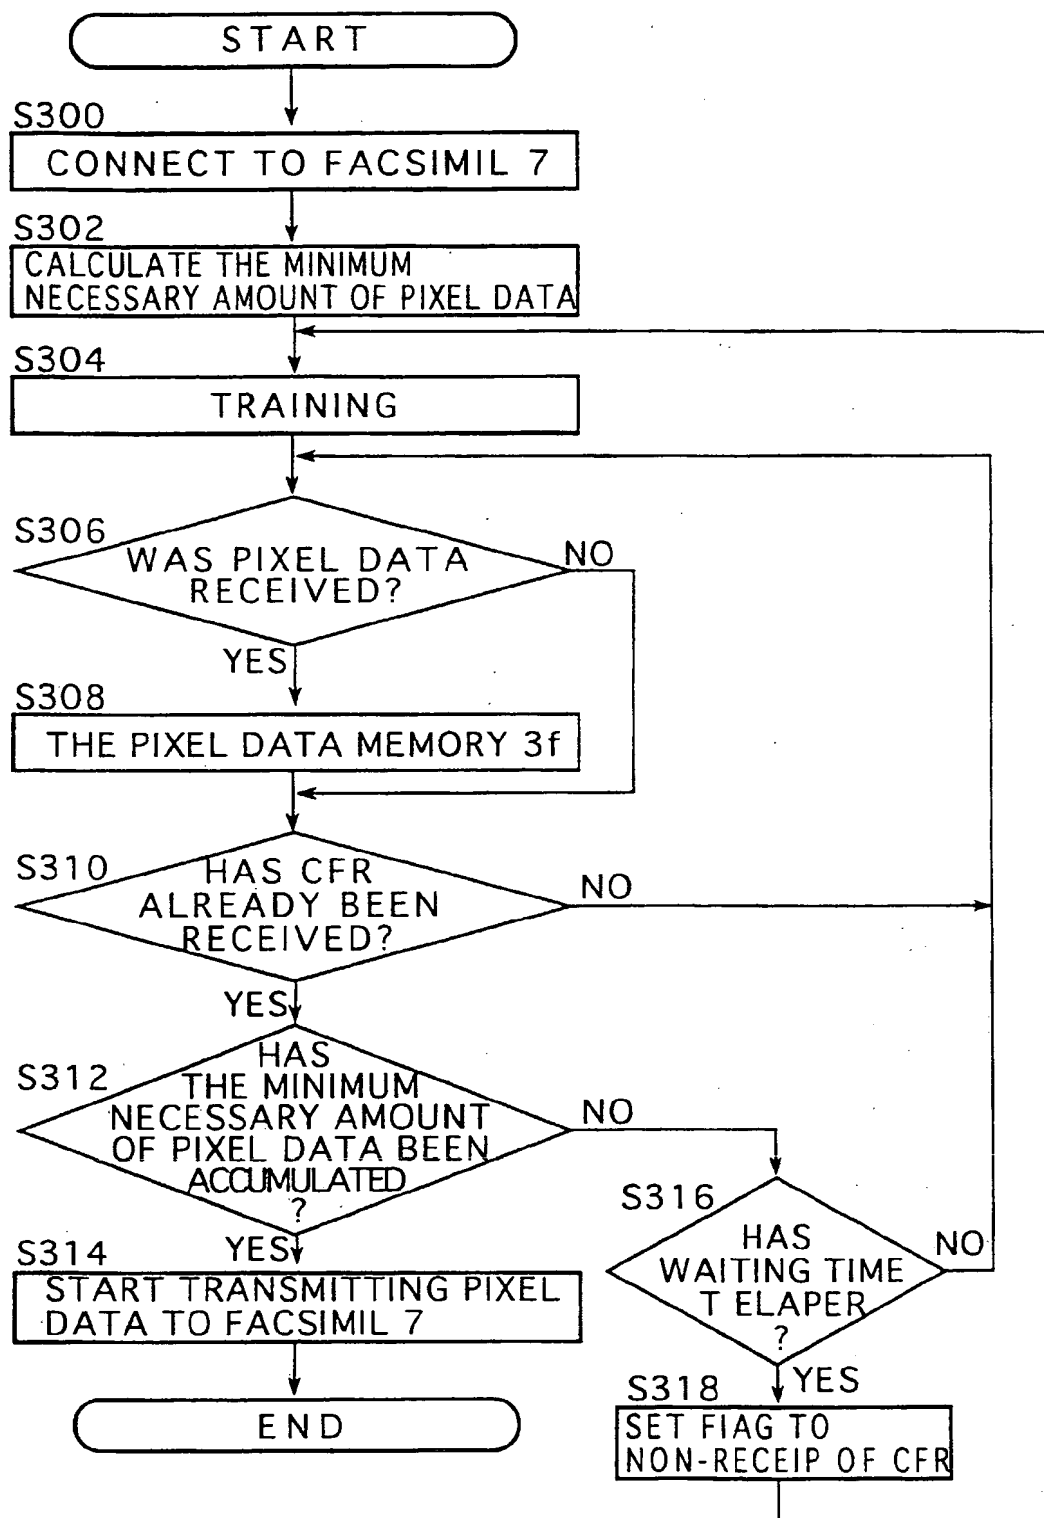 START
S300
CONNECT TO FACSIMIL 7
S302
CALCULATE THE MINIMUM
NECESSARY AMOUNT OF PIXEL DATA
S304
TRAINING
S306
WAS PIXEL DATA
RECEIVED?
NO
YES
S308
THE PIXEL DATA MEMORY 3f
S310
HAS CFR
ALREADY BEEN
RECEIVED?
NO
YES
S312
HAS
THE MINIMUM
NECESSARY AMOUNT
OF PIXEL DATA BEEN
ACCUMULATED
?
NO
YES
S314
START TRANSMITTING PIXEL
DATA TO FACSIMIL 7
END
S316
HAS
WAITING TIME
T ELAPER
?
NO
YES
S318
SET FIAG TO
NON-RECEIP OF CFR